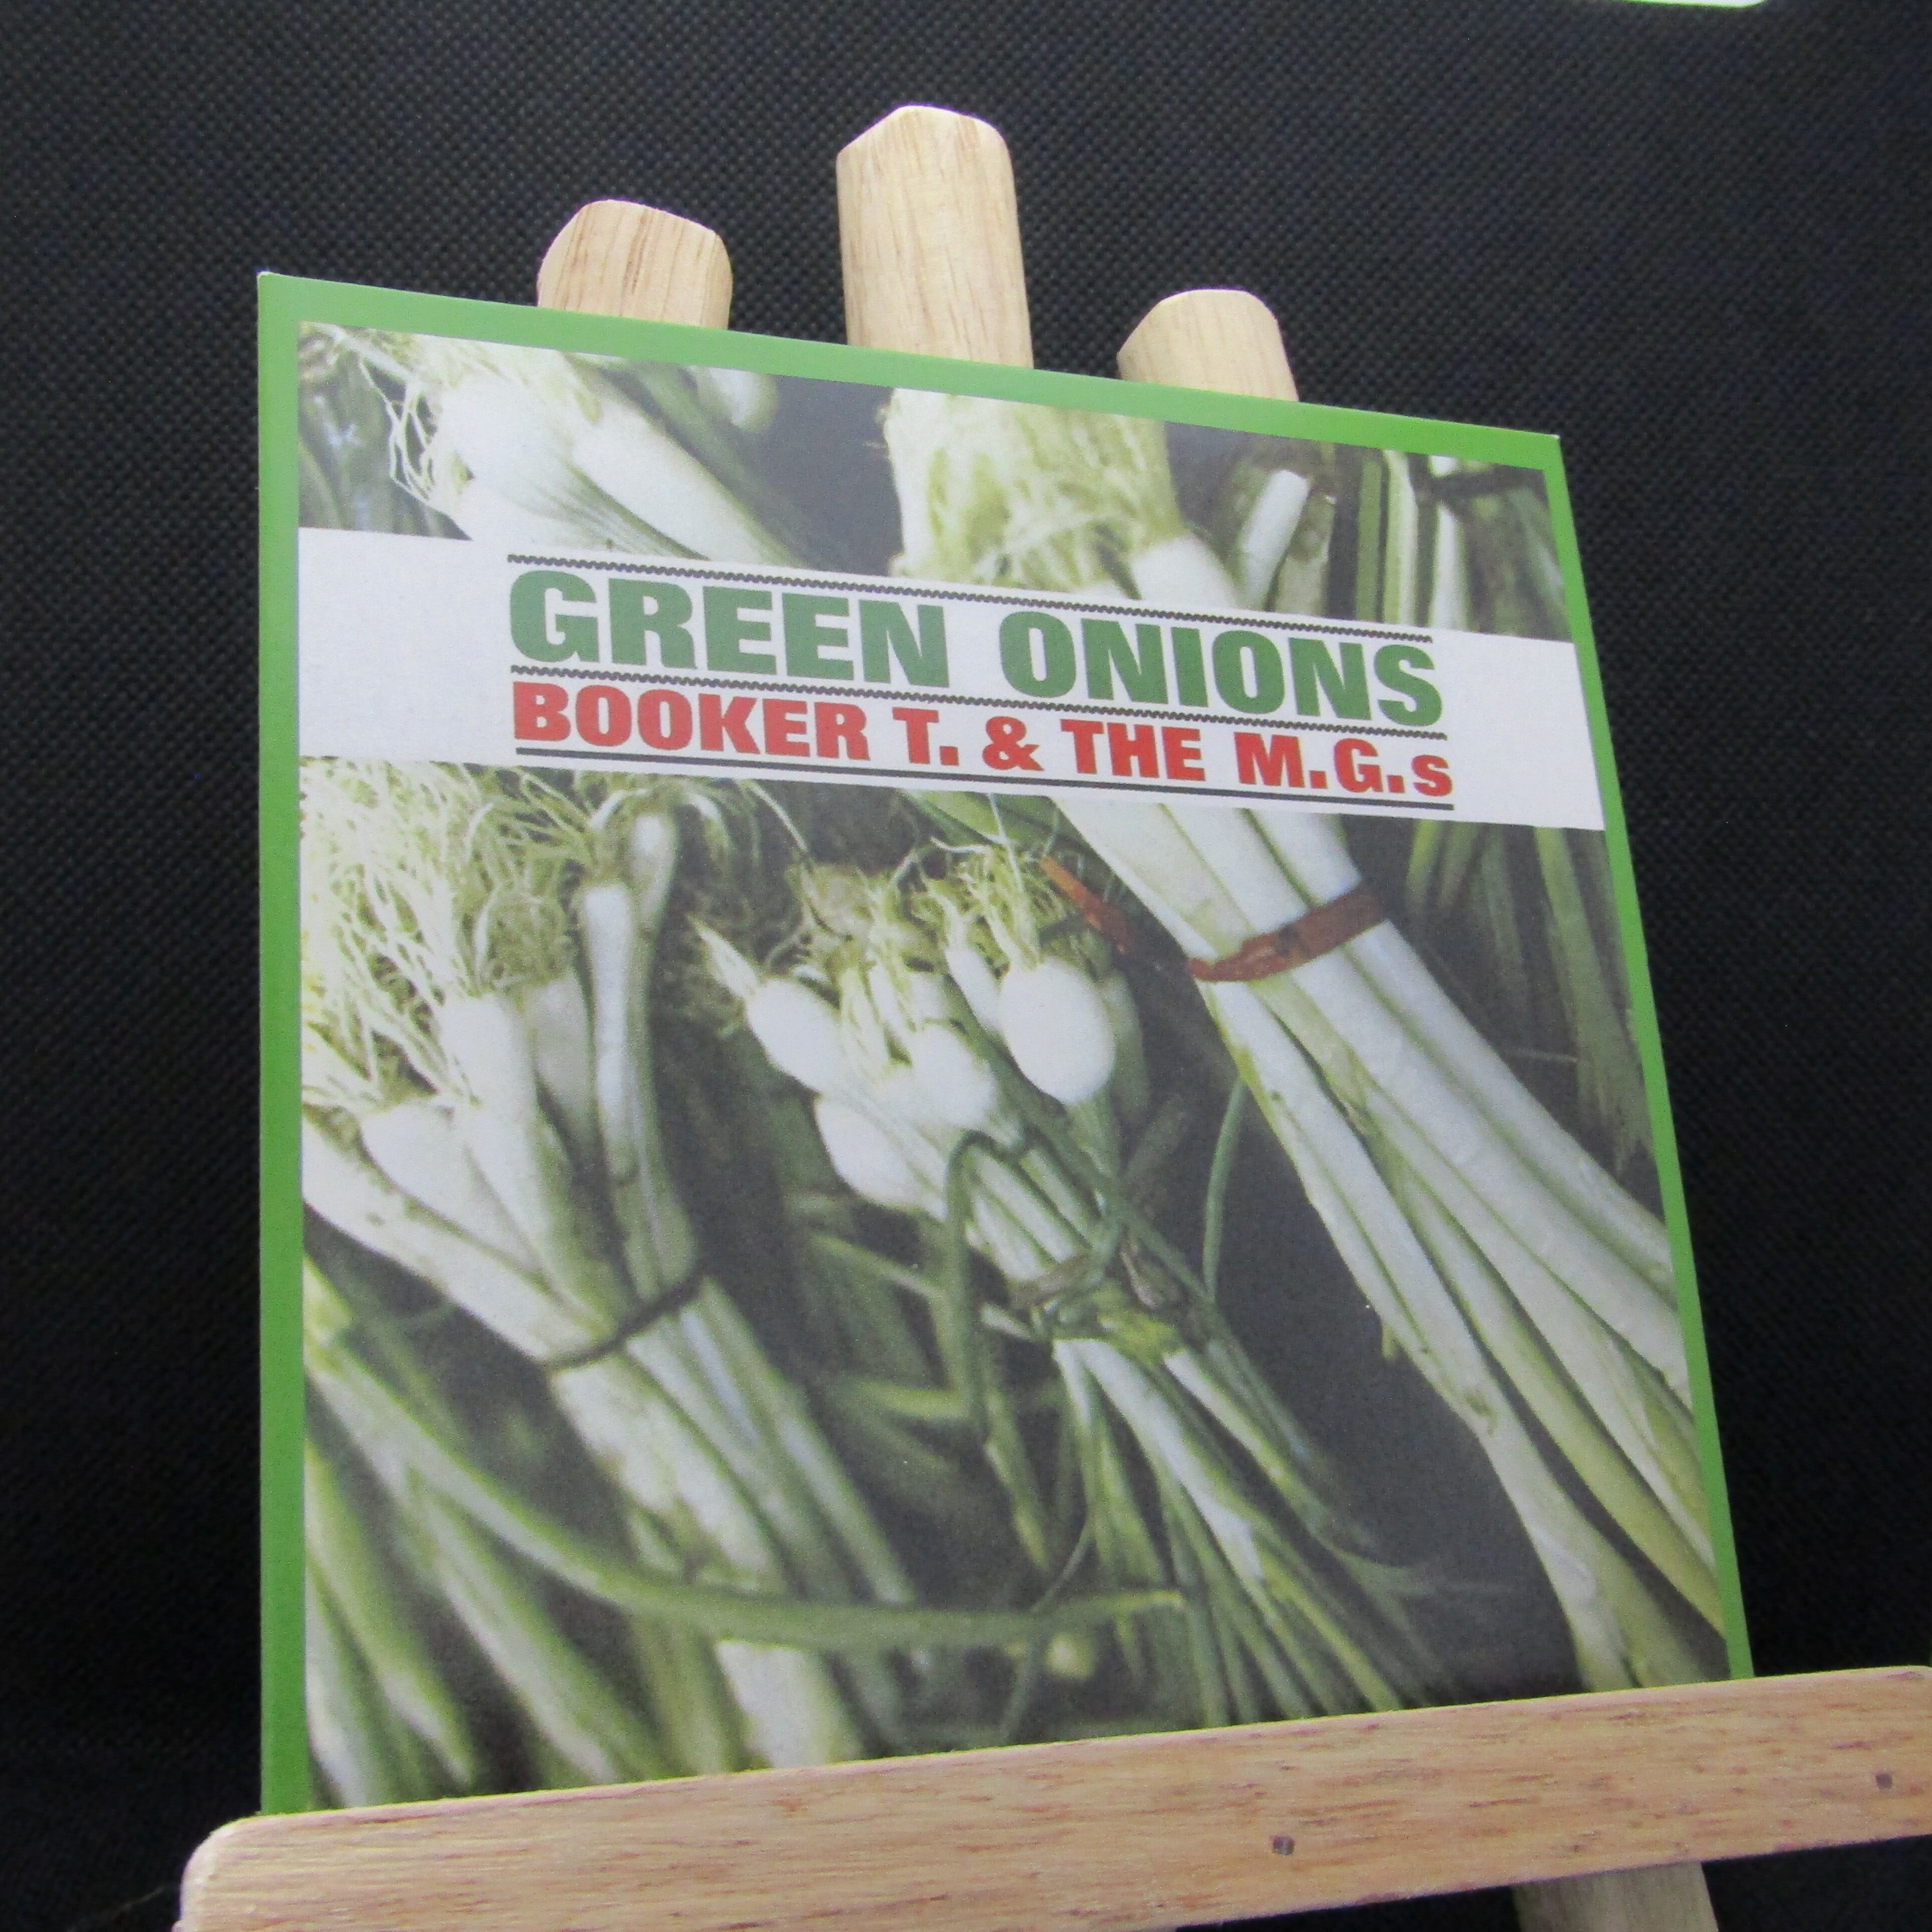 GREEN ONIONS
BOOKER T. & THE M.G.s